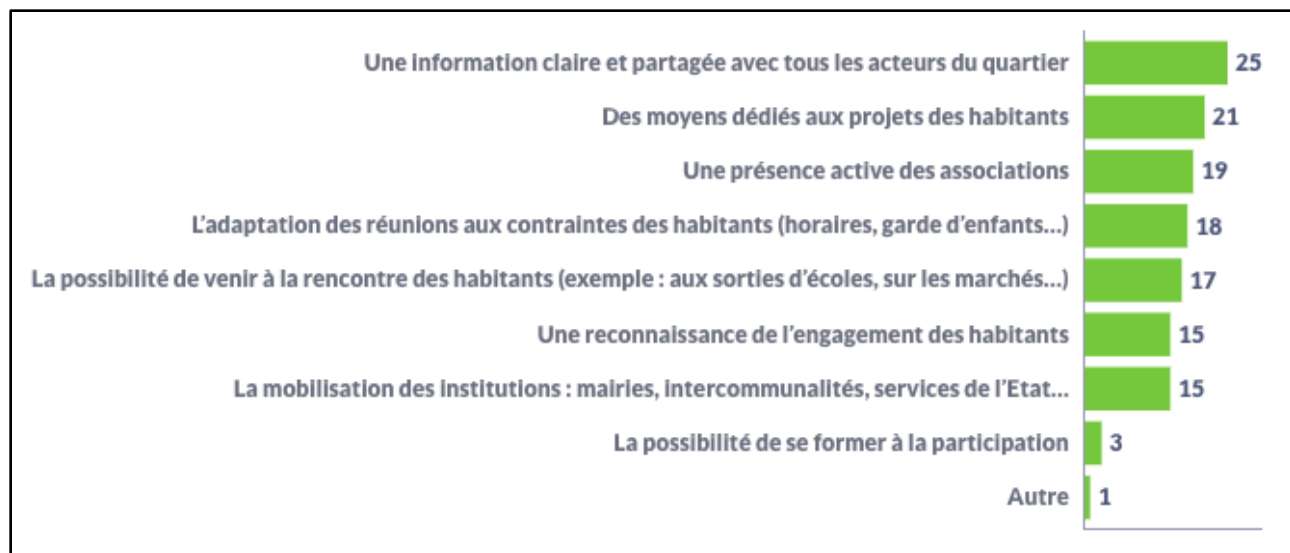 Une information claire et partagée avec tous les acteurs du quartier 25
Des moyens dédiés aux projets des habitants 21
Une présence active des associations 19
L'adaptation des réunions aux contraintes des habitants (horaires, garde d'enfants...) 18
La possibilité de venir à la rencontre des habitants (exemple : aux sorties d'écoles, sur les marchés...) 17
Une reconnaissance de l'engagement des habitants 15
La mobilisation des institutions : mairies, intercommunalités, services de l'Etat... 15
La possibilité de se former à la participation 3
Autre 1